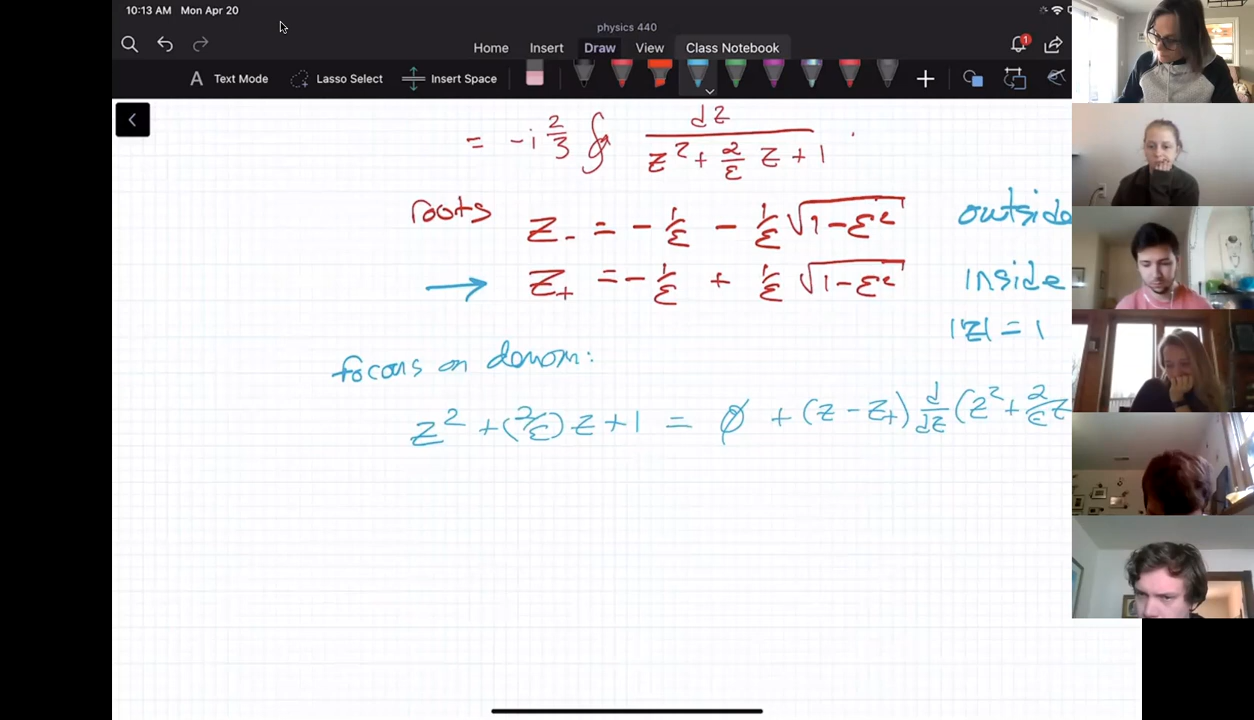 10:13 AM Mon Apr 20
physics 440
Home Insert Draw View Class Notebook
1
A Text Mode Lasso Select Insert Space
= -i 2/3 ∮ dz / (z² + 2/ε z + 1)
roots z₋ = - 1/ε - 1/ε √(1-ε²) outside
→ z₊ = - 1/ε + 1/ε √(1-ε²) inside
|z| = 1
focus on denom:
z² + (2/ε) z + 1 = ∅ + (z - z₊) d/dz (z² + 2/ε z